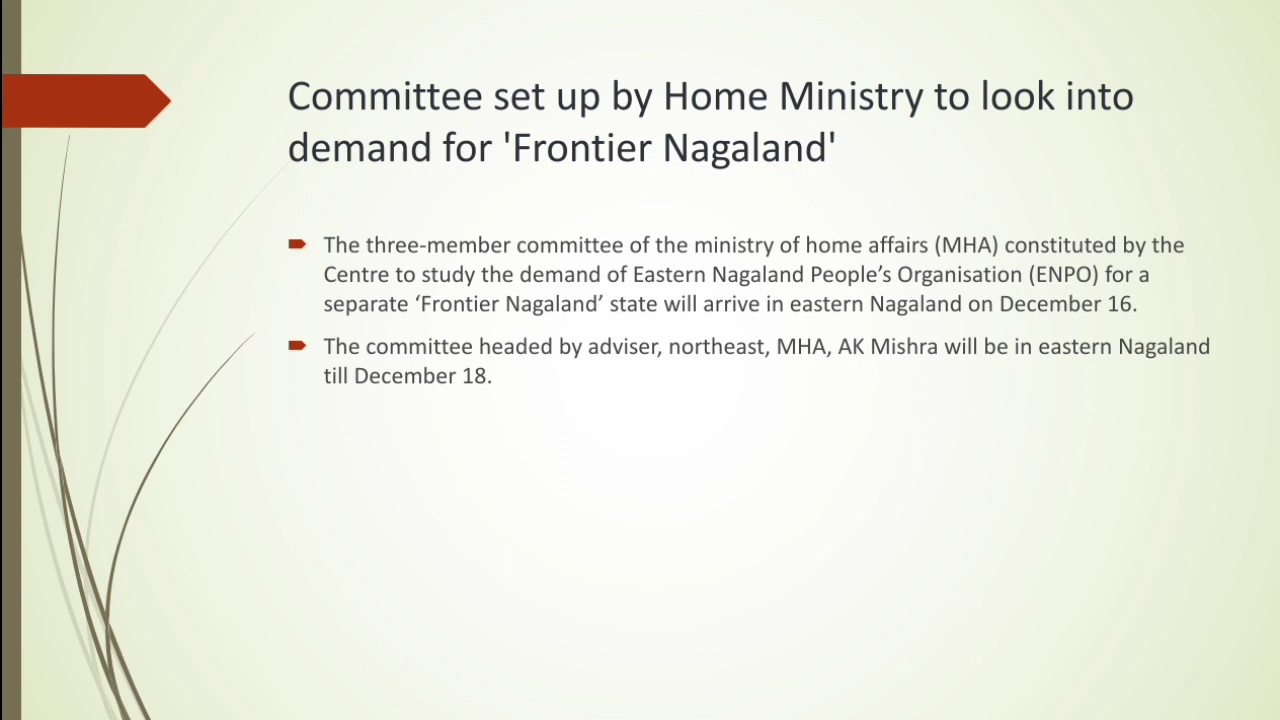 Committee set up by Home Ministry to look into
demand for 'Frontier Nagaland'
The three-member committee of the ministry of home affairs (MHA) constituted by the
Centre to study the demand of Eastern Nagaland People’s Organisation (ENPO) for a
separate ‘Frontier Nagaland’ state will arrive in eastern Nagaland on December 16.
The committee headed by adviser, northeast, MHA, AK Mishra will be in eastern Nagaland
till December 18.